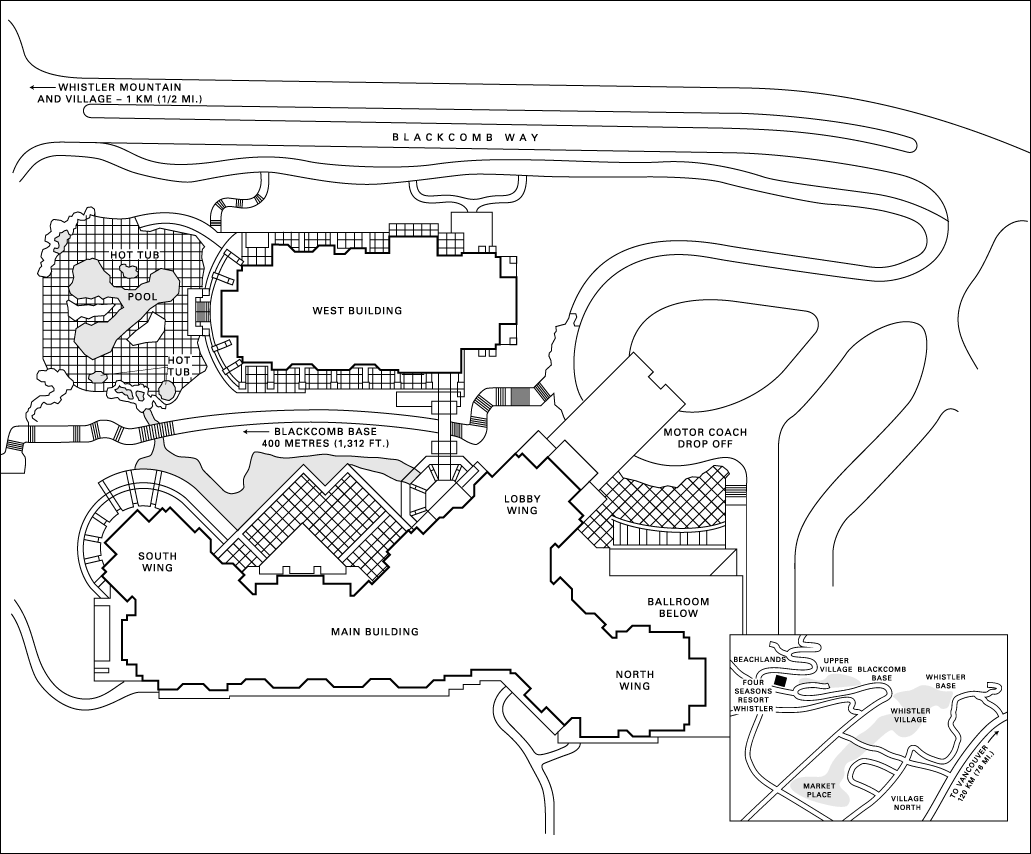 WHISTLER MOUNTAIN
AND VILLAGE – 1 KM (1/2 MI.)
BLACKCOMB WAY
HOT TUB
POOL
WEST BUILDING
HOT
TUB
BLACKCOMB BASE
400 METRES (1,312 FT.)
MOTOR COACH
DROP OFF
LOBBY
WING
SOUTH
WING
BALLROOM
BELOW
MAIN BUILDING
NORTH
WING
BEACHLANDS
UPPER
VILLAGE
BLACKCOMB
BASE
WHISTLER
BASE
FOUR
SEASONS
RESORT
WHISTLER
WHISTLER
VILLAGE
TO VANCOUVER
120 KM (76 MI.)
MARKET
PLACE
VILLAGE
NORTH